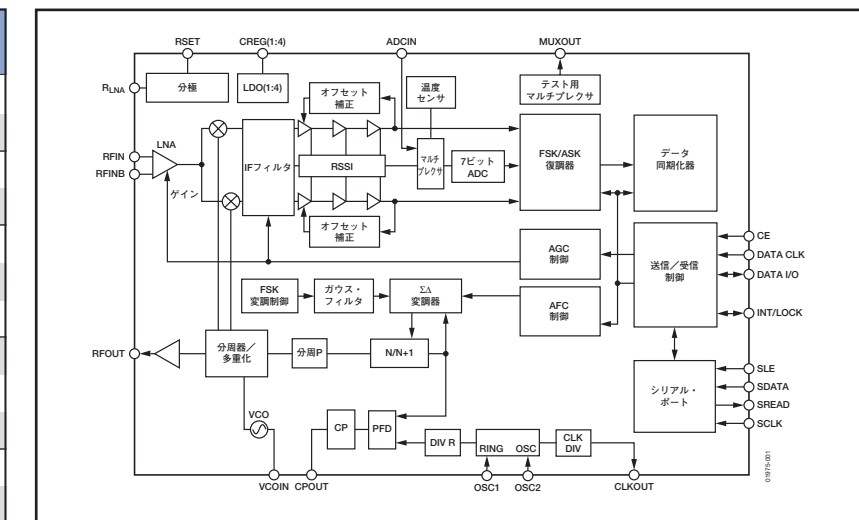 RSET
CREG(1:4)
ADCIN
MUXOUT
RLNA
分極
LDO(1:4)
オフセット
補正
温度
センサ
テスト用
マルチプレクサ
LNA
RFIN
RFINB
ゲイン
IFフィルタ
RSSI
マルチ
プレクサ
7ビット
ADC
FSK/ASK
復調器
データ
同期化器
オフセット
補正
AGC
制御
送信／受信
制御
CE
DATA CLK
DATA I/O
INT/LOCK
FSK
変調制御
ガウス・
フィルタ
ΣΔ
変調器
AFC
制御
RFOUT
分周器／
多重化
分周P
N/N+1
シリアル・
ポート
SLE
SDATA
SREAD
SCLK
VCO
CP
PFD
DIV R
RING
OSC
CLK
DIV
VCOIN
CPOUT
OSC1
OSC2
CLKOUT
01975-001